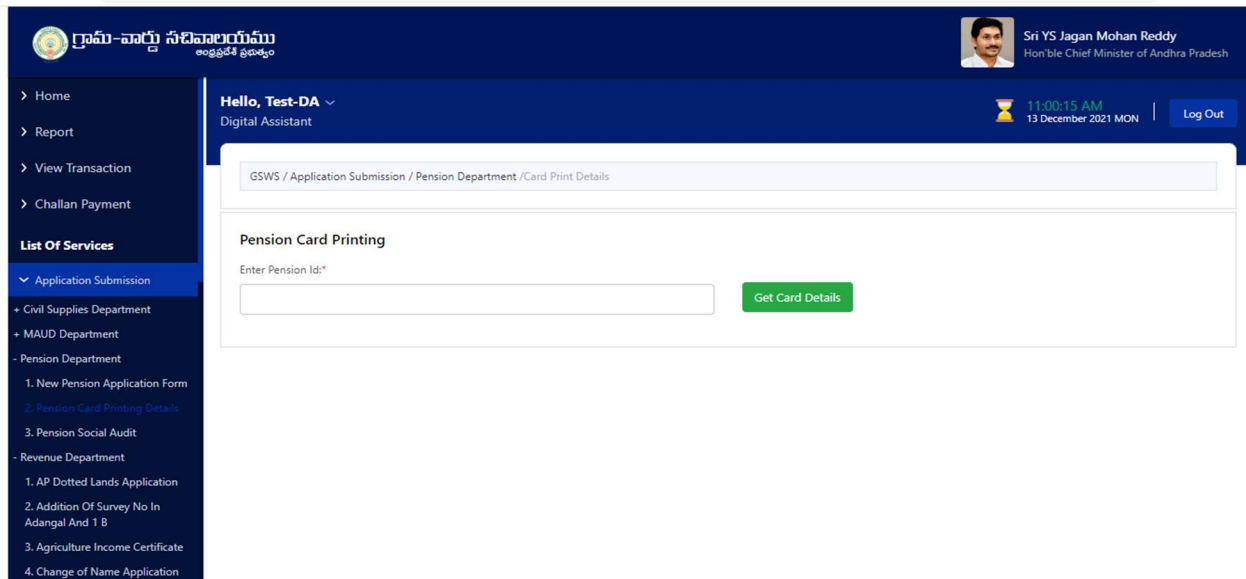 గ్రామ-వార్డు సచివాలయము
ఆంధ్రప్రదేశ్ ప్రభుత్వం
Sri YS Jagan Mohan Reddy
Hon'ble Chief Minister of Andhra Pradesh
> Home
> Report
> View Transaction
> Challan Payment
List Of Services
Application Submission
+ Civil Supplies Department
+ MAUD Department
- Pension Department
1. New Pension Application Form
2. Pension Card Printing Details
3. Pension Social Audit
- Revenue Department
1. AP Dotted Lands Application
2. Addition Of Survey No In
Adangal And 1 B
3. Agriculture Income Certificate
4. Change of Name Application
Hello, Test-DA
Digital Assistant
11:00:15 AM
13 December 2021 MON
Log Out
GSWS / Application Submission / Pension Department /Card Print Details
Pension Card Printing
Enter Pension Id:*
Get Card Details